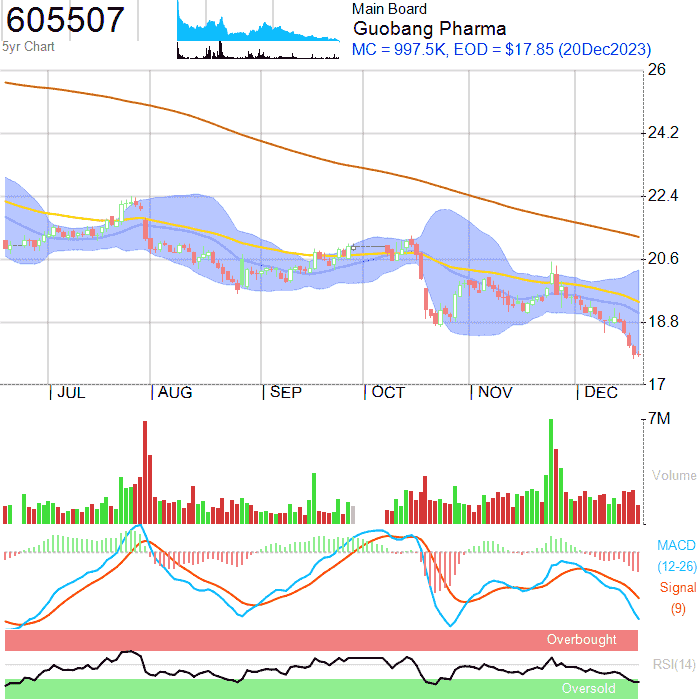 605507
5yr Chart
Main Board
Guobang Pharma
MC = 997.5K, EOD = $17.85 (20Dec2023)
26
24.2
22.4
20.6
18.8
17
JUL AUG SEP OCT NOV DEC
7M
Volume
MACD
(12-26)
Signal
(9)
Overbought
RSI(14)
Oversold